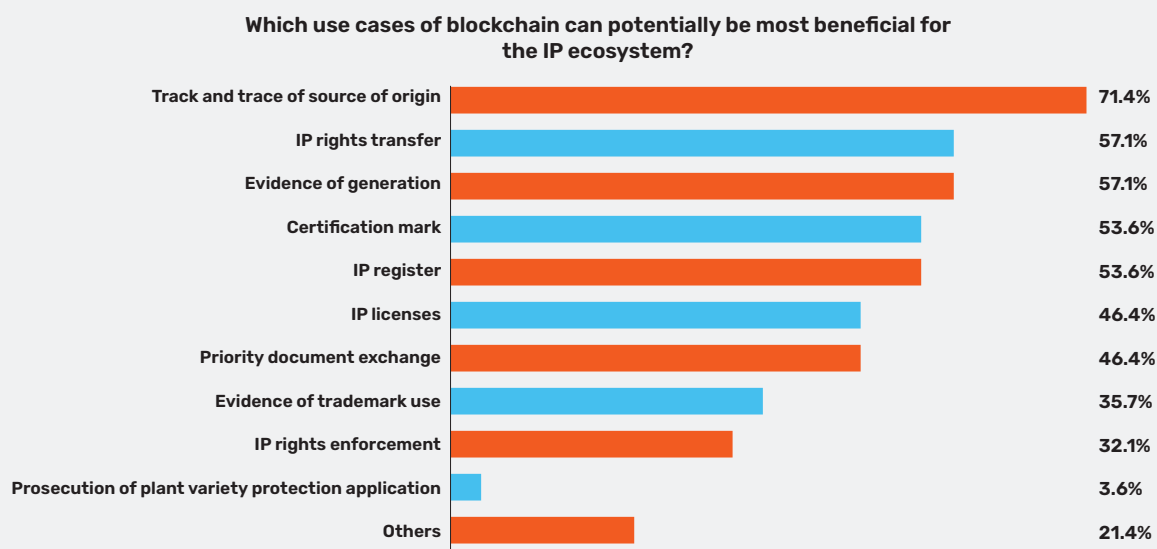 Which use cases of blockchain can potentially be most beneficial for
the IP ecosystem?
Track and trace of source of origin 71.4%
IP rights transfer 57.1%
Evidence of generation 57.1%
Certification mark 53.6%
IP register 53.6%
IP licenses 46.4%
Priority document exchange 46.4%
Evidence of trademark use 35.7%
IP rights enforcement 32.1%
Prosecution of plant variety protection application 3.6%
Others 21.4%